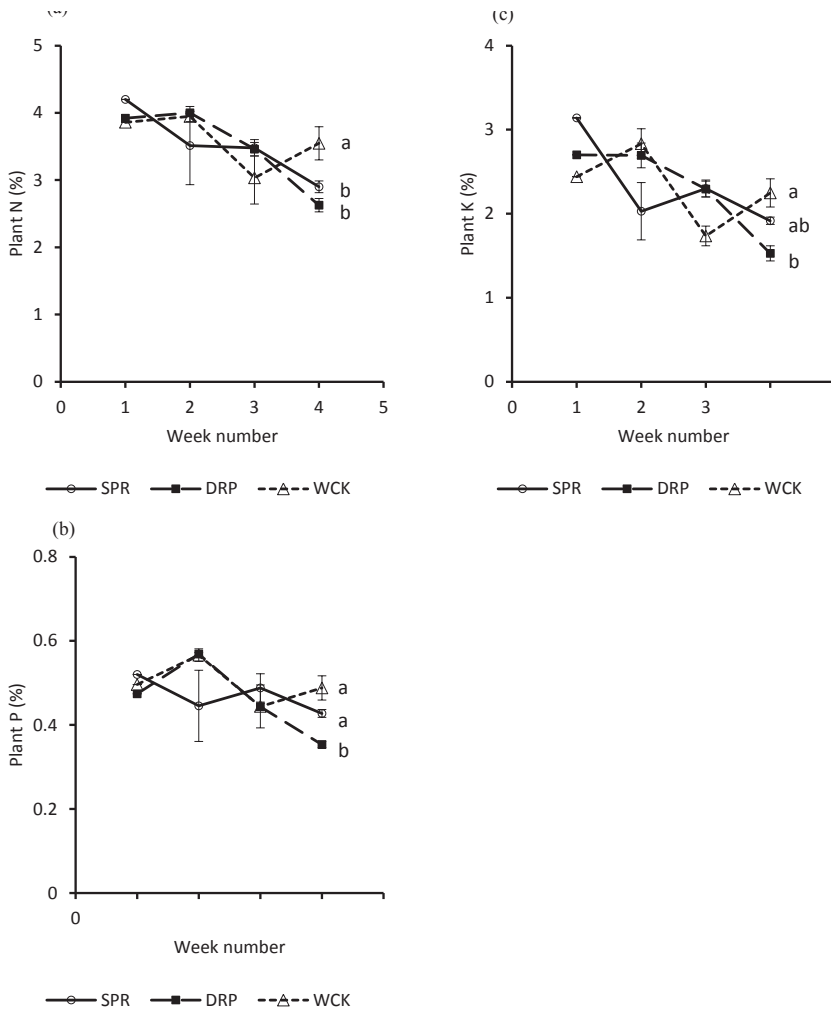 (a)
5
4
3
2
1
0
Plant N (%)
a
b
b
0 1 2 3 4 5
Week number
SPR DRP WCK
(c)
4
3
2
1
0
Plant K (%)
a
ab
b
0 1 2 3
Week number
SPR DRP WCK
(b)
0.8
0.6
0.4
0.2
0
Plant P (%)
a
a
b
0
Week number
SPR DRP WCK